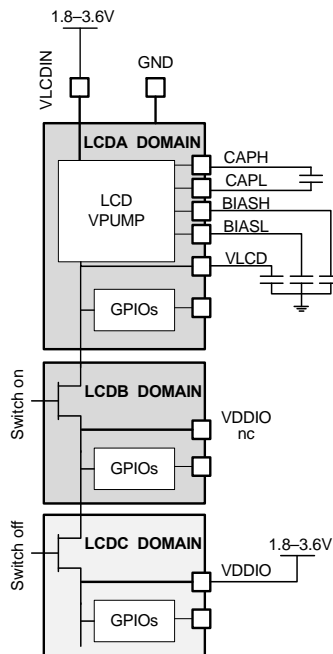 1.8–3.6V
VLCDIN
GND
LCDA DOMAIN
LCD
VPUMP
CAPH
CAPL
BIASH
BIASL
VLCD
GPIOs
Switch on
LCDB DOMAIN
VDDIO
nc
GPIOs
Switch off
LCDC DOMAIN
1.8–3.6V
VDDIO
GPIOs